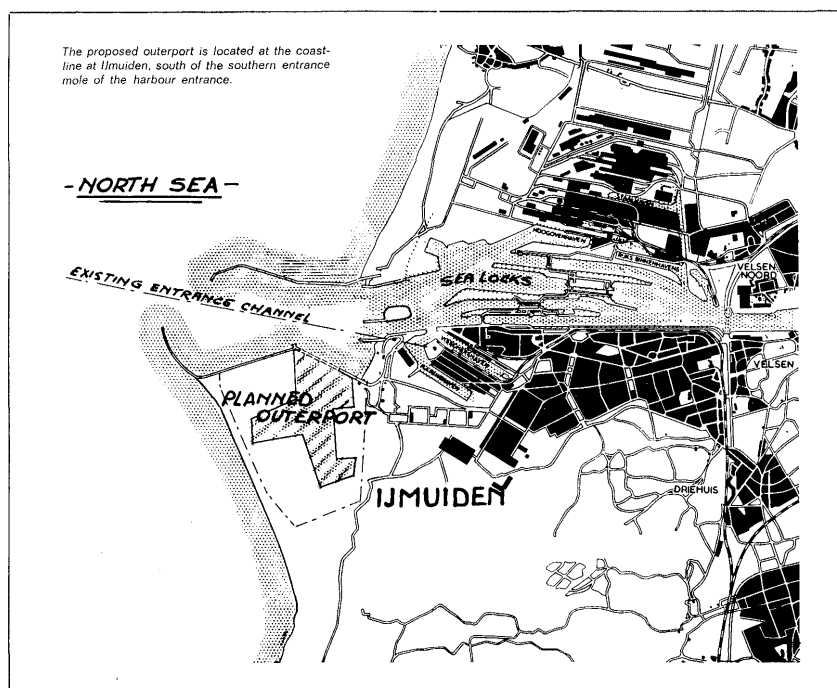 The proposed outerport is located at the coast-
line at IJmuiden, south of the southern entrance
mole of the harbour entrance.
- NORTH SEA -
EXISTING ENTRANCE CHANNEL
SEA LOCKS
HOOGOVENHAVEN
VELSEN
NOORD
VELSEN
PLANNED
OUTERPORT
IJMUIDEN
DRIEHUIS